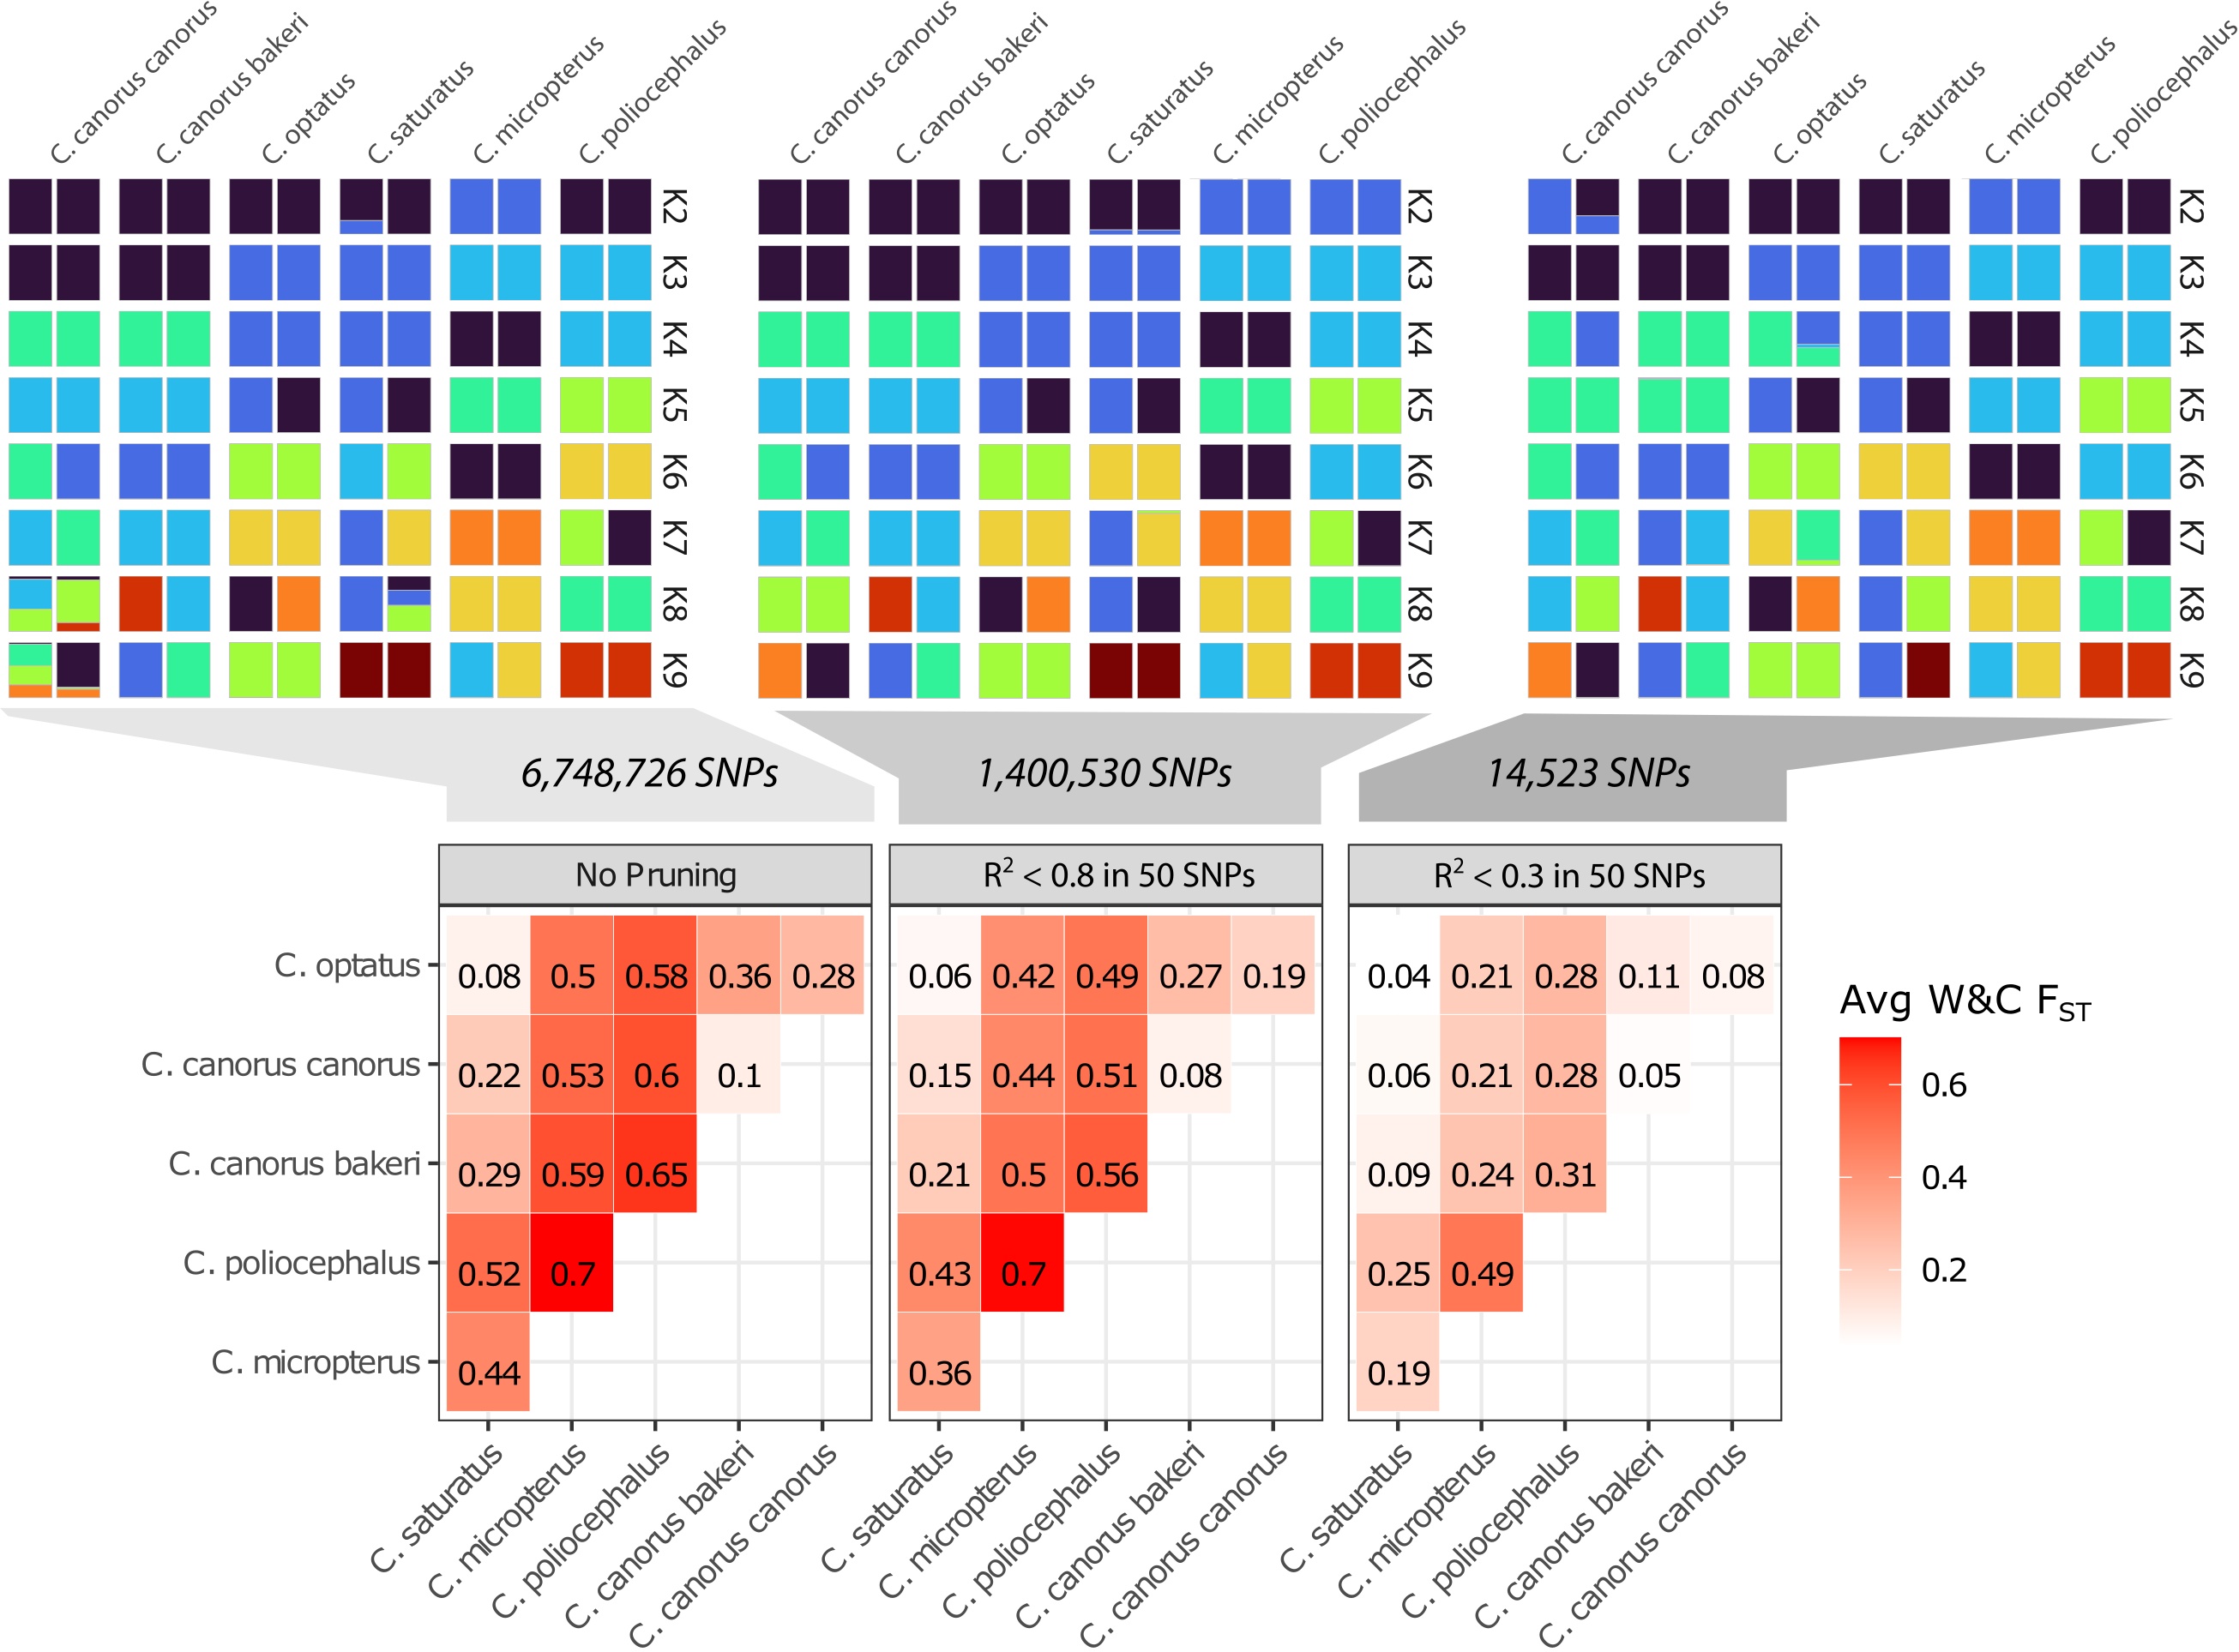 C. canorus canorus
C. canorus bakeri
C. optatus
C. saturatus
C. micropterus
C. poliocephalus
C. canorus canorus
C. canorus bakeri
C. optatus
C. saturatus
C. micropterus
C. poliocephalus
C. canorus canorus
C. canorus bakeri
C. optatus
C. saturatus
C. micropterus
C. poliocephalus
K2 K2 K2
K3 K3 K3
K4 K4 K4
K5 K5 K5
K6 K6 K6
K7 K7 K7
K8 K8 K8
K9 K9 K9
6,748,726 SNPs 1,400,530 SNPs 14,523 SNPs
No Pruning R² < 0.8 in 50 SNPs R² < 0.3 in 50 SNPs
C. optatus 0.08 0.5 0.58 0.36 0.28 0.06 0.42 0.49 0.27 0.19 0.04 0.21 0.28 0.11 0.08
C. canorus canorus 0.22 0.53 0.6 0.1 0.15 0.44 0.51 0.08 0.06 0.21 0.28 0.05
C. canorus bakeri 0.29 0.59 0.65 0.21 0.5 0.56 0.09 0.24 0.31
C. poliocephalus 0.52 0.7 0.43 0.7 0.25 0.49
C. micropterus 0.44 0.36 0.19
C. saturatus
C. micropterus
C. poliocephalus
C. canorus bakeri
C. canorus canorus
C. saturatus
C. micropterus
C. poliocephalus
C. canorus bakeri
C. canorus canorus
C. saturatus
C. micropterus
C. poliocephalus
C. canorus bakeri
C. canorus canorus
Avg W&C FST
0.6
0.4
0.2